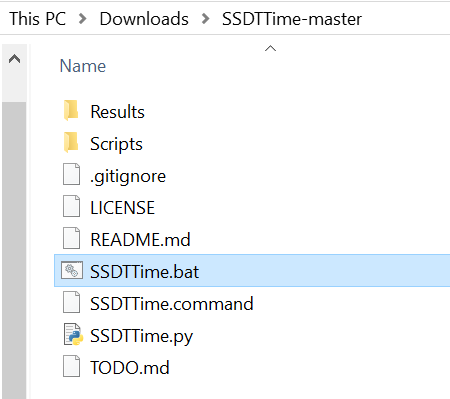 This PC > Downloads > SSDTTime-master
Name
Results
Scripts
.gitignore
LICENSE
README.md
SSDTTime.bat
SSDTTime.command
SSDTTime.py
TODO.md